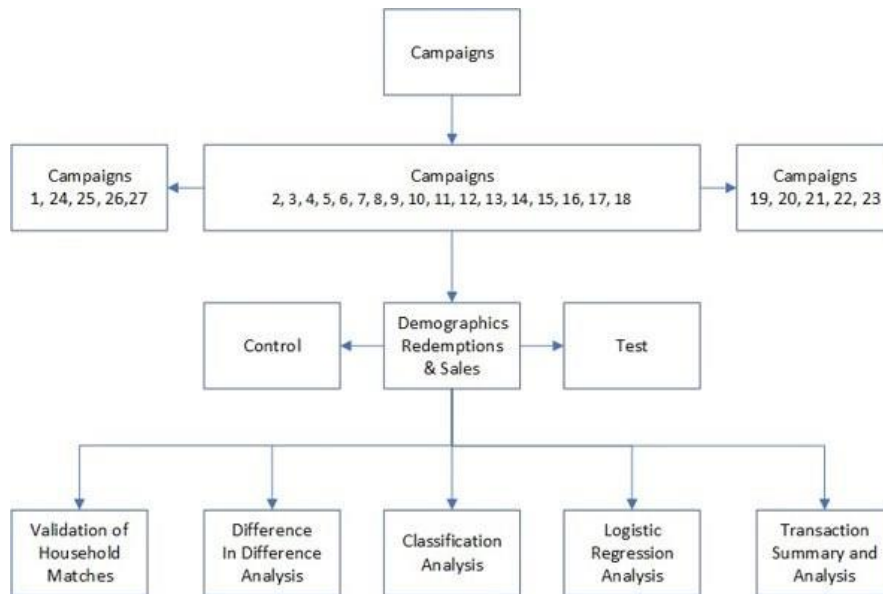 Campaigns
Campaigns
1, 24, 25, 26,27
Campaigns
2, 3, 4, 5, 6, 7, 8, 9, 10, 11, 12, 13, 14, 15, 16, 17, 18
Campaigns
19, 20, 21, 22, 23
Control
Demographics
Redemptions
& Sales
Test
Validation of
Household
Matches
Difference
In Difference
Analysis
Classification
Analysis
Logistic
Regression
Analysis
Transaction
Summary and
Analysis